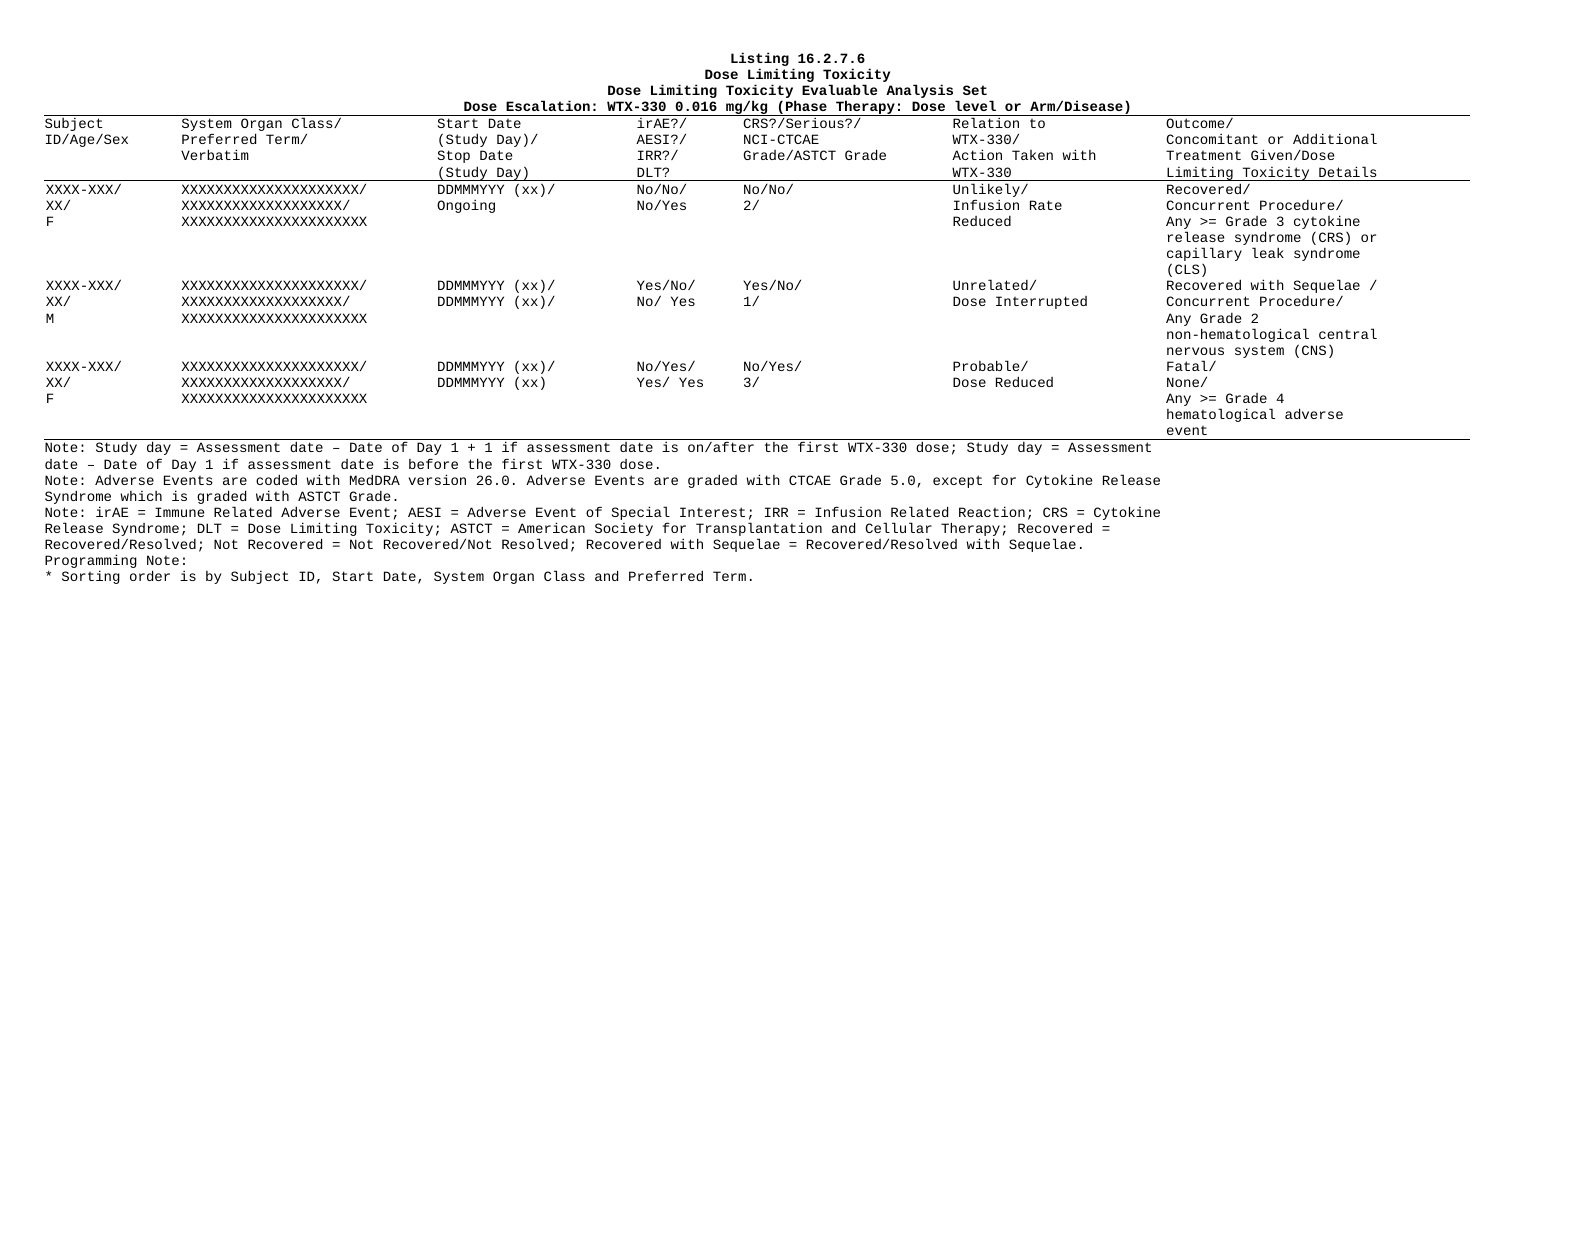 Listing 16.2.7.6
Dose Limiting Toxicity
Dose Limiting Toxicity Evaluable Analysis Set
Dose Escalation: WTX-330 0.016 mg/kg (Phase Therapy: Dose level or Arm/Disease)
Subject System Organ Class/ Start Date irAE?/ CRS?/Serious?/ Relation to Outcome/
ID/Age/Sex Preferred Term/ (Study Day)/ AESI?/ NCI-CTCAE WTX-330/ Concomitant or Additional
Verbatim Stop Date IRR?/ Grade/ASTCT Grade Action Taken with Treatment Given/Dose
(Study Day) DLT? WTX-330 Limiting Toxicity Details
XXXX-XXX/ XXXXXXXXXXXXXXXXXXXXX/ DDMMMYYY (xx)/ No/No/ No/No/ Unlikely/ Recovered/
XX/ XXXXXXXXXXXXXXXXXXX/ Ongoing No/Yes 2/ Infusion Rate Concurrent Procedure/
F XXXXXXXXXXXXXXXXXXXXXX Reduced Any >= Grade 3 cytokine
release syndrome (CRS) or
capillary leak syndrome
(CLS)
XXXX-XXX/ XXXXXXXXXXXXXXXXXXXXX/ DDMMMYYY (xx)/ Yes/No/ Yes/No/ Unrelated/ Recovered with Sequelae /
XX/ XXXXXXXXXXXXXXXXXXX/ DDMMMYYY (xx)/ No/ Yes 1/ Dose Interrupted Concurrent Procedure/
M XXXXXXXXXXXXXXXXXXXXXX Any Grade 2
non-hematological central
nervous system (CNS)
XXXX-XXX/ XXXXXXXXXXXXXXXXXXXXX/ DDMMMYYY (xx)/ No/Yes/ No/Yes/ Probable/ Fatal/
XX/ XXXXXXXXXXXXXXXXXXX/ DDMMMYYY (xx) Yes/ Yes 3/ Dose Reduced None/
F XXXXXXXXXXXXXXXXXXXXXX Any >= Grade 4
hematological adverse
event
Note: Study day = Assessment date – Date of Day 1 + 1 if assessment date is on/after the first WTX-330 dose; Study day = Assessment
date – Date of Day 1 if assessment date is before the first WTX-330 dose.
Note: Adverse Events are coded with MedDRA version 26.0. Adverse Events are graded with CTCAE Grade 5.0, except for Cytokine Release
Syndrome which is graded with ASTCT Grade.
Note: irAE = Immune Related Adverse Event; AESI = Adverse Event of Special Interest; IRR = Infusion Related Reaction; CRS = Cytokine
Release Syndrome; DLT = Dose Limiting Toxicity; ASTCT = American Society for Transplantation and Cellular Therapy; Recovered =
Recovered/Resolved; Not Recovered = Not Recovered/Not Resolved; Recovered with Sequelae = Recovered/Resolved with Sequelae.
Programming Note:
* Sorting order is by Subject ID, Start Date, System Organ Class and Preferred Term.